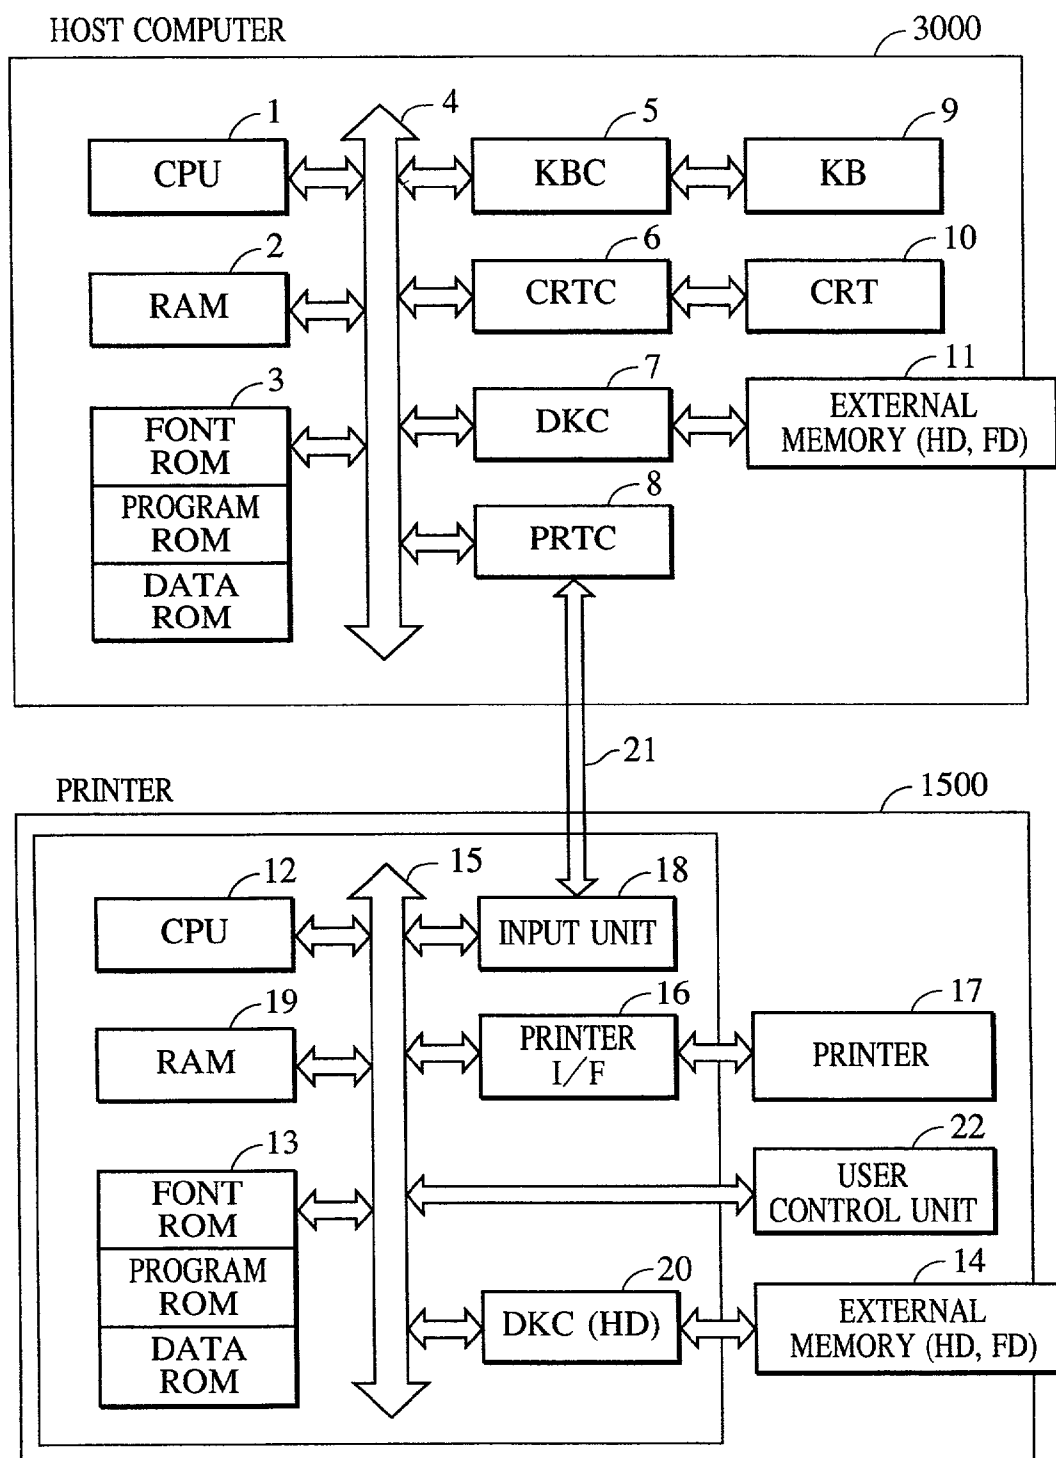 HOST COMPUTER
3000
1
4
5
9
CPU
KBC
KB
2
6
10
RAM
CRTC
CRT
3
7
11
FONT
ROM
DKC
EXTERNAL
MEMORY (HD, FD)
PROGRAM
ROM
8
PRTC
DATA
ROM
21
PRINTER
1500
12
15
18
CPU
INPUT UNIT
19
16
17
RAM
PRINTER
I/F
PRINTER
13
22
FONT
ROM
USER
CONTROL UNIT
PROGRAM
ROM
20
14
DKC (HD)
EXTERNAL
MEMORY (HD, FD)
DATA
ROM